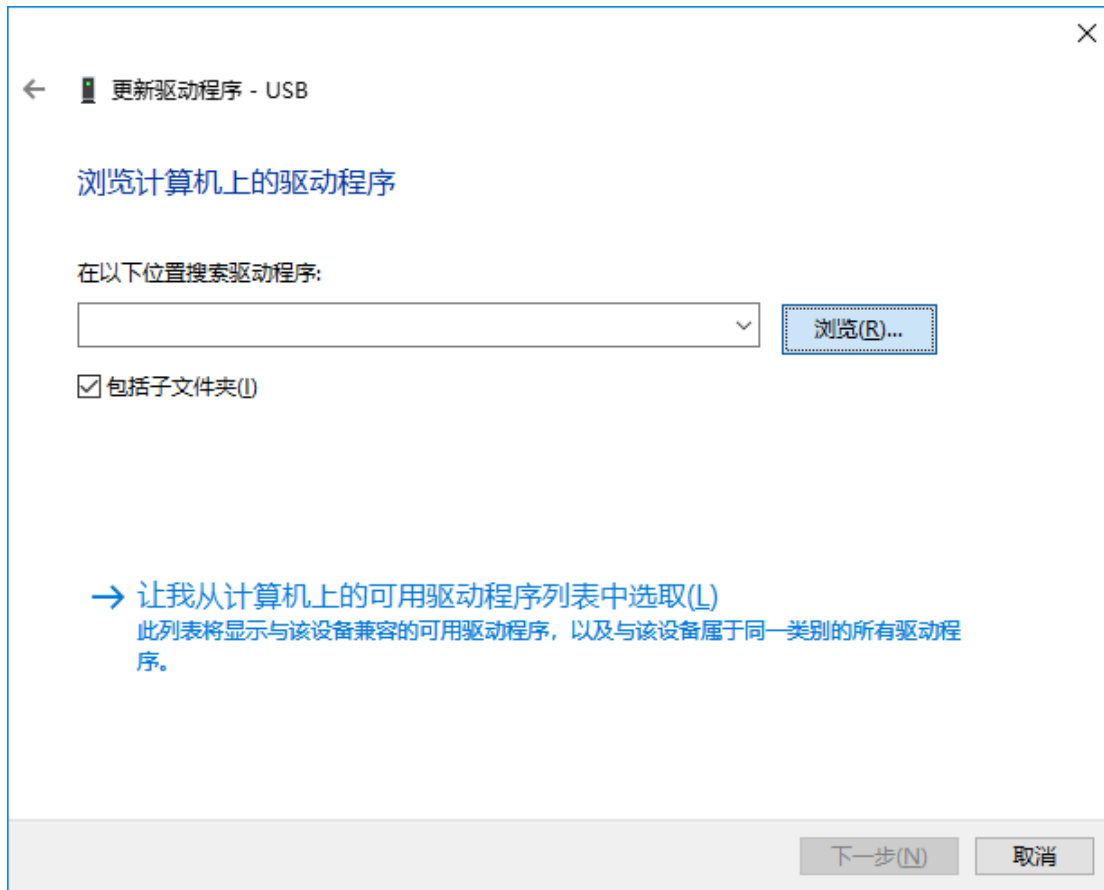 更新驱动程序 - USB
浏览计算机上的驱动程序
在以下位置搜索驱动程序:
浏览(R)...
包括子文件夹(I)
让我从计算机上的可用驱动程序列表中选取(L)
此列表将显示与该设备兼容的可用驱动程序，以及与该设备属于同一类别的所有驱动程
序。
下一步(N)
取消